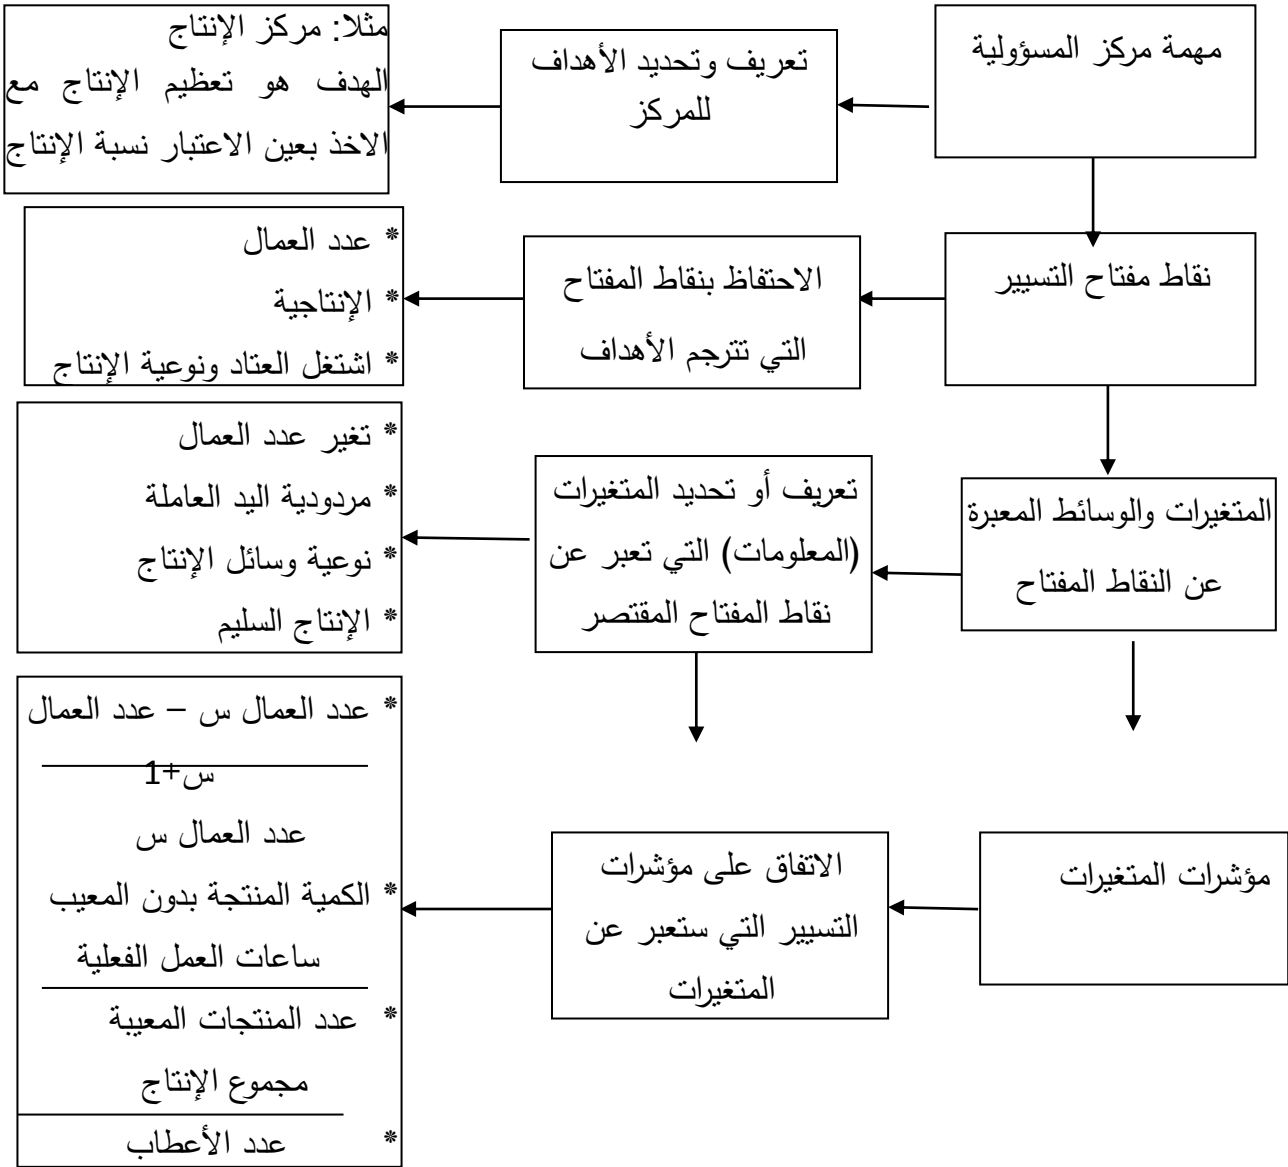 مهمة مركز المسؤولية
تعريف وتحديد الأهداف
للمركز
مثلا: مركز الإنتاج
الهدف هو تعظيم الإنتاج مع
الاخذ بعين الاعتبار نسبة الإنتاج
نقاط مفتاح التسيير
الاحتفاظ بنقاط المفتاح
التي تترجم الأهداف
* عدد العمال
* الإنتاجية
* اشتغل العتاد ونوعية الإنتاج
المتغيرات والوسائط المعبرة
عن النقاط المفتاح
تعريف أو تحديد المتغيرات
(المعلومات) التي تعبر عن
نقاط المفتاح المقتصر
* تغير عدد العمال
* مردودية اليد العاملة
* نوعية وسائل الإنتاج
* الإنتاج السليم
مؤشرات المتغيرات
الاتفاق على مؤشرات
التسيير التي ستعبر عن
المتغيرات
* عدد العمال س – عدد العمال
س+1
عدد العمال س
* الكمية المنتجة بدون المعيب
ساعات العمل الفعلية
* عدد المنتجات المعيبة
مجموع الإنتاج
* عدد الأعطاب